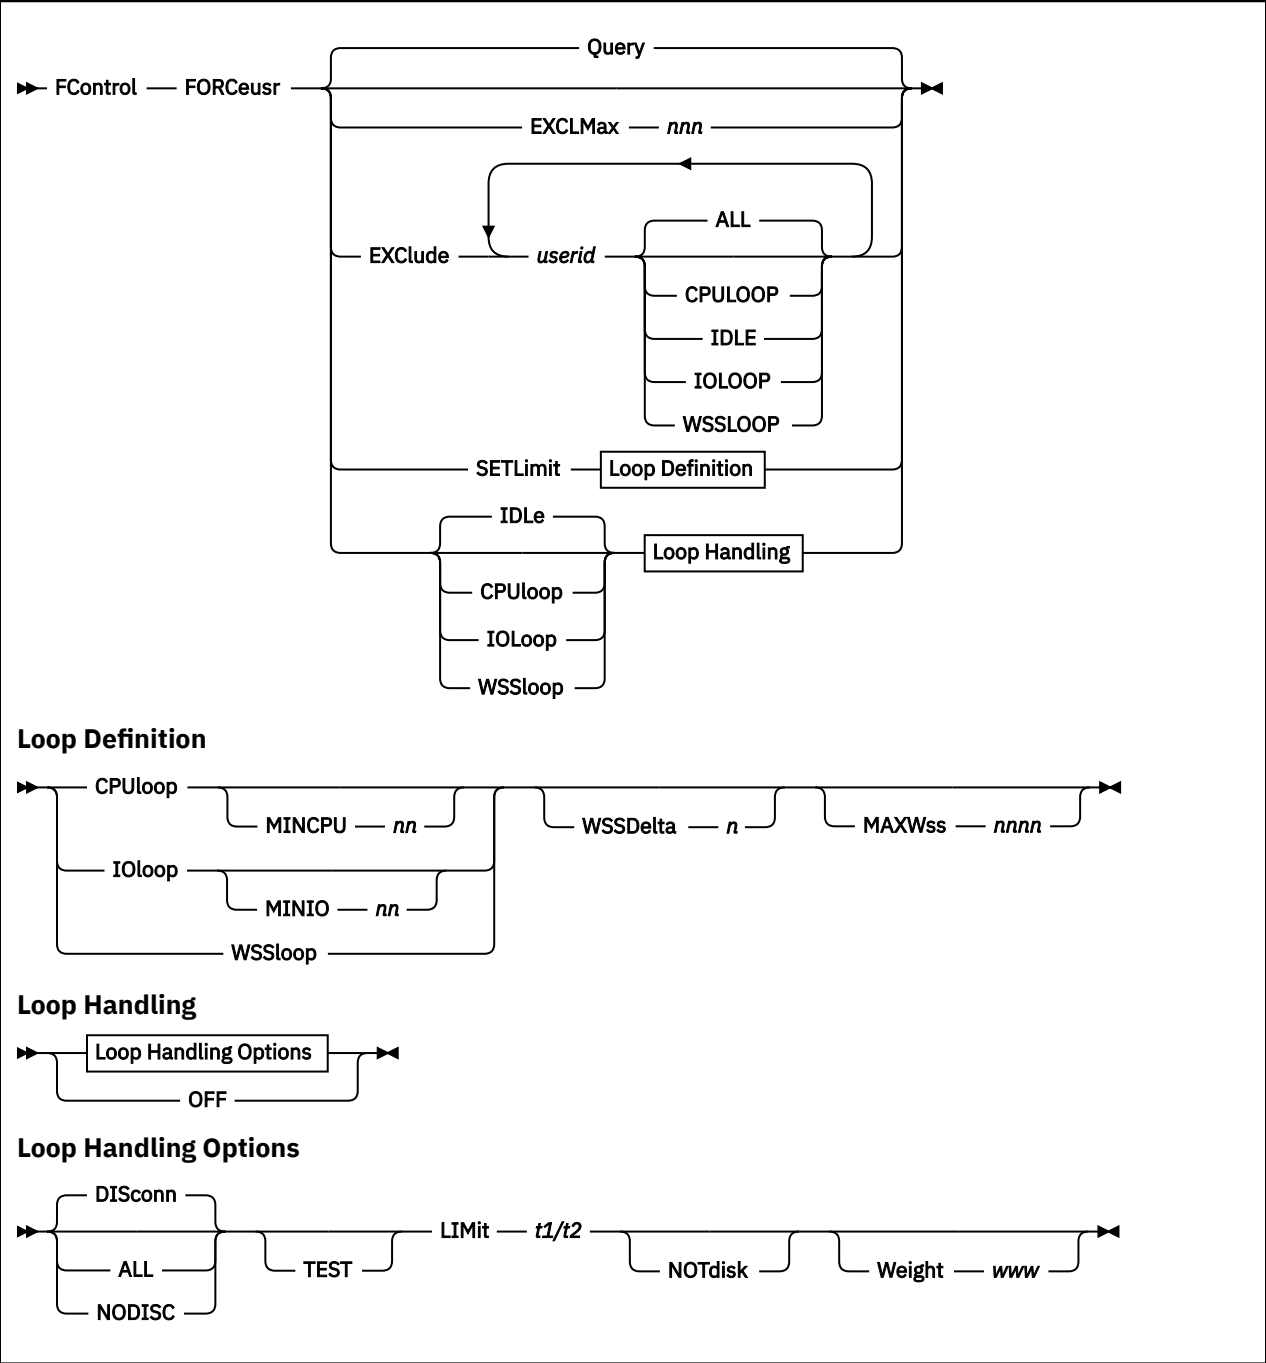 Query
FControl FORCeusr
EXCLMax nnn
ALL
EXClude userid
CPULOOP
IDLE
IOLOOP
WSSLOOP
SETLimit Loop Definition
IDLe
Loop Handling
CPUloop
IOLoop
WSSloop
Loop Definition
CPUloop
MINCPU nn WSSDelta n MAXWss nnnn
IOloop
MINIO nn
WSSloop
Loop Handling
Loop Handling Options
OFF
Loop Handling Options
DISconn
LIMit t1/t2
ALL TEST NOTdisk Weight www
NODISC